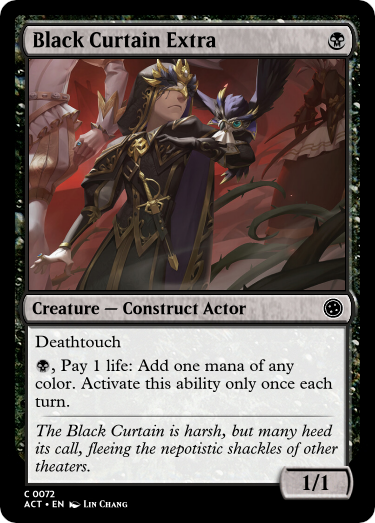 Black Curtain Extra
Creature — Construct Actor
Deathtouch
, Pay 1 life: Add one mana of any
color. Activate this ability only once each
turn.
The Black Curtain is harsh, but many heed
its call, fleeing the nepotistic shackles of other
theaters.
1/1
C 0072
ACT • EN Lin Chang